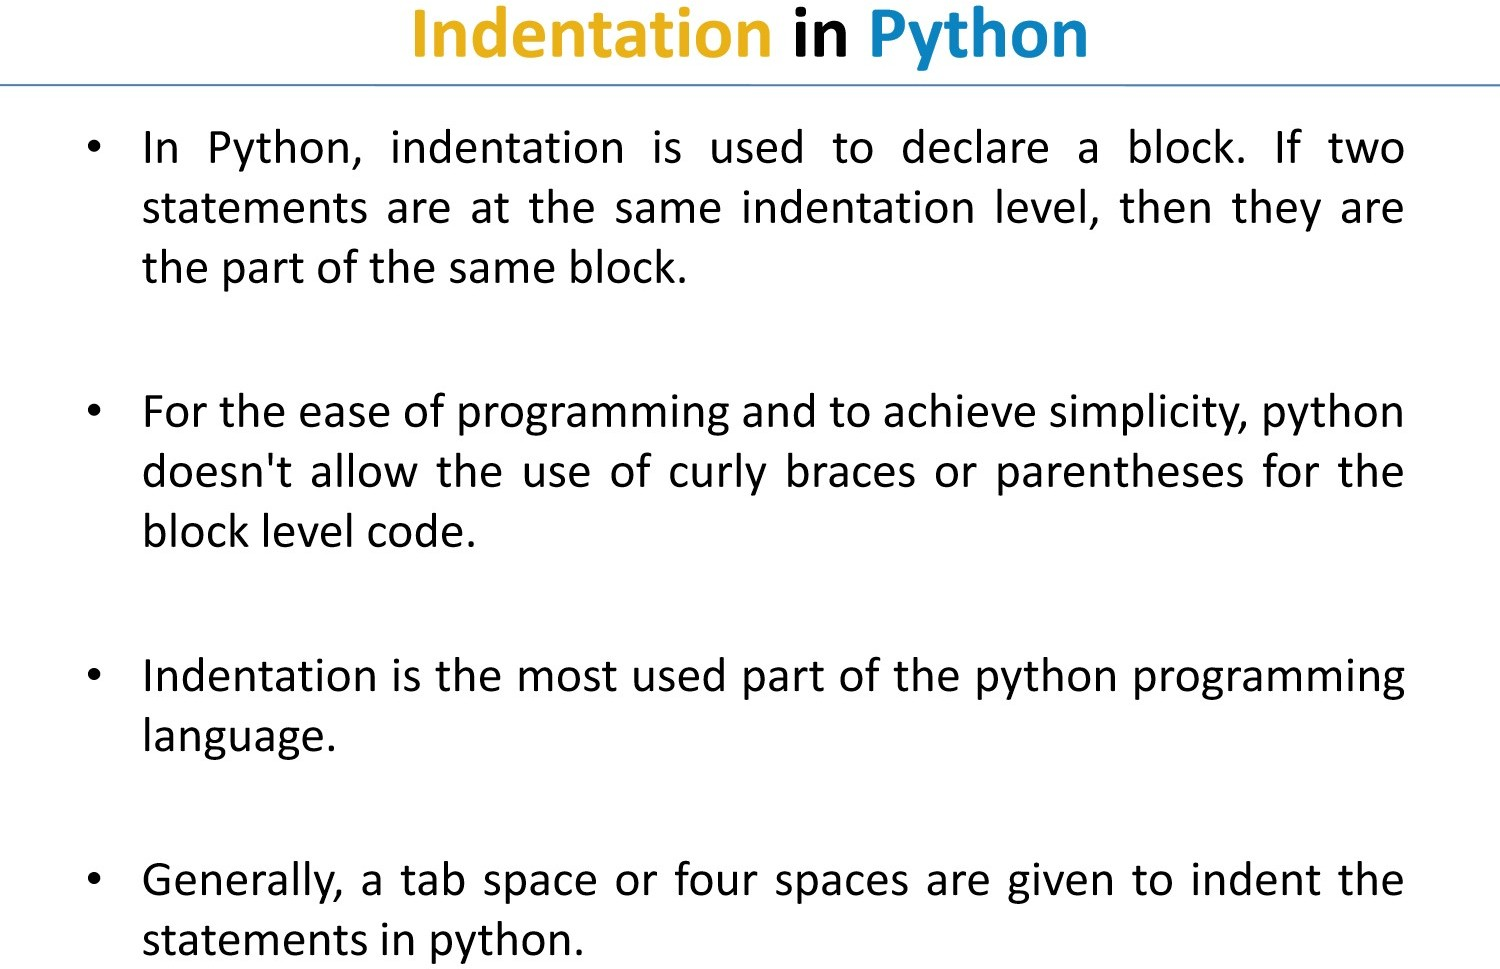 Indentation in Python
• In Python, indentation is used to declare a block. If two
statements are at the same indentation level, then they are
the part of the same block.
• For the ease of programming and to achieve simplicity, python
doesn't allow the use of curly braces or parentheses for the
block level code.
• Indentation is the most used part of the python programming
language.
• Generally, a tab space or four spaces are given to indent the
statements in python.